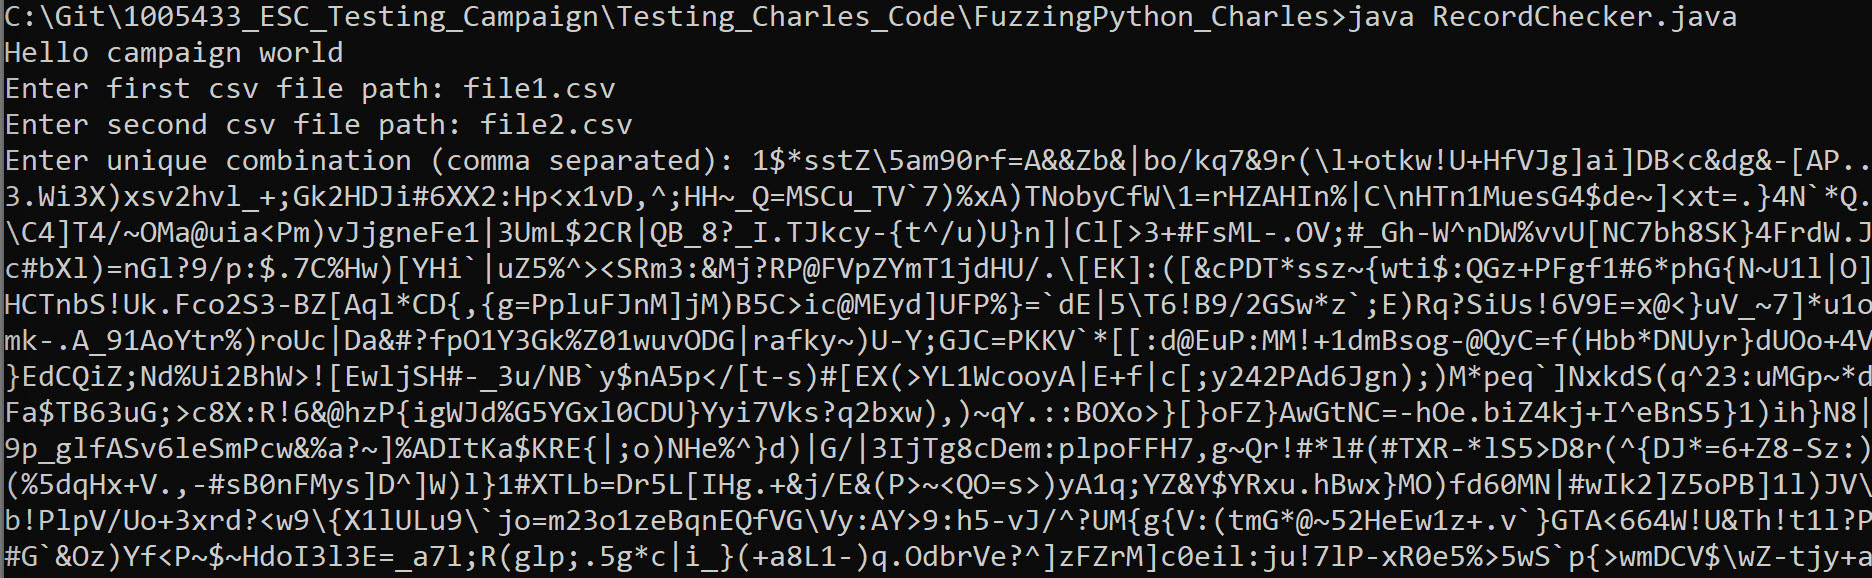 C:\Git\1005433_ESC_Testing_Campaign\Testing_Charles_Code\FuzzingPython_Charles>java RecordChecker.java
Hello campaign world
Enter first csv file path: file1.csv
Enter second csv file path: file2.csv
Enter unique combination (comma separated): 1$*sstZ\5am90rf=A&&Zb&|bo/kq7&9r(\l+otkw!U+HfVJg]ai]DB<c&dg&-[AP..
3.Wi3X)xsv2hvl_+;Gk2HDJi#6XX2:Hp<x1vD,^;HH~_Q=MSCu_TV`7)%xA)TNobyCfW\1=rHZAHIn%|C\nHTn1MuesG4$de~]<xt=.}4N`*Q.
\C4]T4/~OMa@uia<Pm)vJjgneFe1|3UmL$2CR|QB_8?_I.TJkcy-{t^/u)U}n]|Cl[>3+#FsML-.OV;#_Gh-W^nDW%vvU[NC7bh8SK}4FrdW.J
c#bXl)=nGl?9/p:$.7C%Hw)[YHi`|uZ5%^><SRm3:&Mj?RP@FVpZYmT1jdHU/.\[EK]:([&cPDT*ssz~{wti$:QGz+PFgf1#6*phG{N~U1l|O]
HCTnbS!Uk.Fco2S3-BZ[Aql*CD{,{g=PpluFJnM]jM)B5C>ic@MEyd]UFP%}=`dE|5\T6!B9/2GSw*z`;E)Rq?SiUs!6V9E=x@<}uV_~7]*u1o
mk-.A_91AoYtr%)roUc|Da&#?fpO1Y3Gk%Z01wuvODG|rafky~)U-Y;GJC=PKKV`*[[:d@EuP:MM!+1dmBsog-@QyC=f(Hbb*DNUyr}dUOo+4V
}EdCQiZ;Nd%Ui2BhW>![EwljSH#-_3u/NB`y$nA5p</[t-s)#[EX(>YL1WcooyA|E+f|c[;y242PAd6Jgn);)M*peq`]NxkdS(q^23:uMGp~*d
Fa$TB63uG;>c8X:R!6&@hzP{igWJd%G5YGxl0CDU}Yyi7Vks?q2bxw),)~qY.::BOXo>}[}oFZ}AwGtNC=-hOe.biZ4kj+I^eBnS5}1)ih}N8|
9p_glfASv6leSmPcw&%a?~]%ADItKa$KRE{|;o)NHe%^}d)|G/|3IjTg8cDem:plpoFFH7,g~Qr!#*l#(#TXR-*lS5>D8r(^{DJ*=6+Z8-Sz:)
(%5dqHx+V.,-#sB0nFMys]D^]W)l}1#XTLb=Dr5L[IHg.+&j/E&(P>~<QO=s>)yA1q;YZ&Y$YRxu.hBwx}MO)fd60MN|#wIk2]Z5oPB]1l)JV\
b!PlpV/Uo+3xrd?<w9\{X1lULu9\`jo=m23o1zeBqnEQfVG\Vy:AY>9:h5-vJ/^?UM{g{V:(tmG*@~52HeEw1z+.v`}GTA<664W!U&Th!t1l?P
#G`&Oz)Yf<P~$~HdoI3l3E=_a7l;R(glp;.5g*c|i_}(+a8L1-)q.OdbrVe?^]zFZrM]c0eil:ju!7lP-xR0e5%>5wS`p{>wmDCV$\wZ-tjy+a